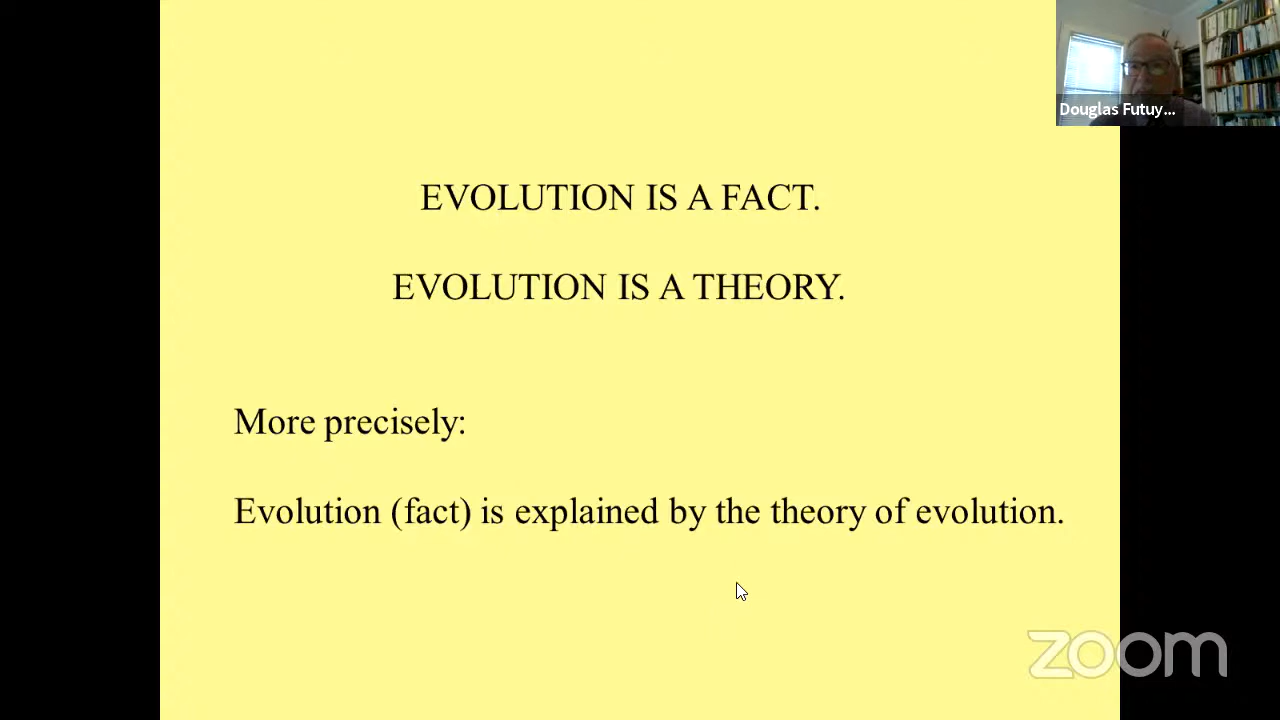 Douglas Futuy...
EVOLUTION IS A FACT.
EVOLUTION IS A THEORY.
More precisely:
Evolution (fact) is explained by the theory of evolution.
zoom